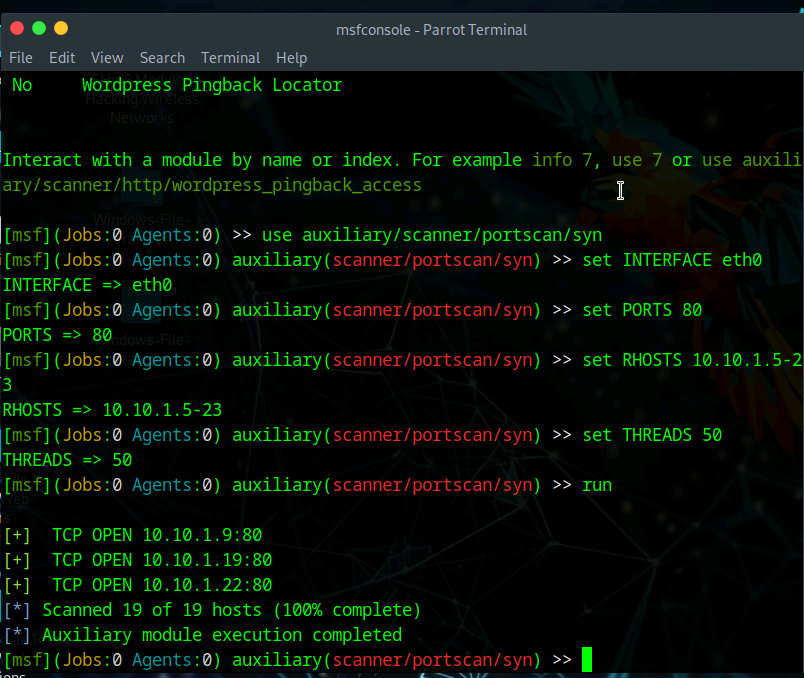 msfconsole - Parrot Terminal
File Edit View Search Terminal Help
No Wordpress Pingback Locator
Hacking Wireless
Networks
Interact with a module by name or index. For example info 7, use 7 or use auxili
ary/scanner/http/wordpress_pingback_access
Windows-File-
[msf](Jobs:0 Agents:0) >> use auxiliary/scanner/portscan/syn
[msf](Jobs:0 Agents:0) auxiliary(scanner/portscan/syn) >> set INTERFACE eth0
INTERFACE => eth0
[msf](Jobs:0 Agents:0) auxiliary(scanner/portscan/syn) >> set PORTS 80
PORTS => 80
indows-File-
[msf](Jobs:0 Agents:0) auxiliary(scanner/portscan/syn) >> set RHOSTS 10.10.1.5-2
3
RHOSTS => 10.10.1.5-23
[msf](Jobs:0 Agents:0) auxiliary(scanner/portscan/syn) >> set THREADS 50
THREADS => 50
[msf](Jobs:0 Agents:0) auxiliary(scanner/portscan/syn) >> run
[+] TCP OPEN 10.10.1.9:80
[+] TCP OPEN 10.10.1.19:80
[+] TCP OPEN 10.10.1.22:80
[*] Scanned 19 of 19 hosts (100% complete)
[*] Auxiliary module execution completed
[msf](Jobs:0 Agents:0) auxiliary(scanner/portscan/syn) >>